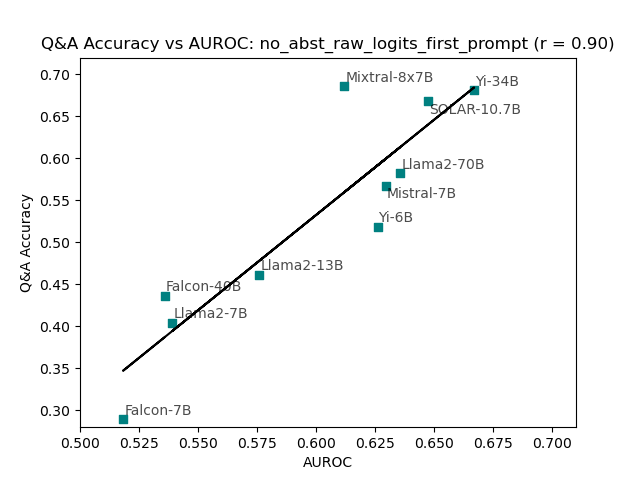 Q&A Accuracy vs AUROC: no_abst_raw_logits_first_prompt (r = 0.90)
0.70
Mixtral-8x7B
Yi-34B
0.65
SOLAR-10.7B
0.60
Llama2-70B
0.55
Mistral-7B
Yi-6B
0.50
Q&A Accuracy
0.45
Llama2-13B
Falcon-40B
0.40
Llama2-7B
0.35
0.30
Falcon-7B
0.500 0.525 0.550 0.575 0.600 0.625 0.650 0.675 0.700
AUROC